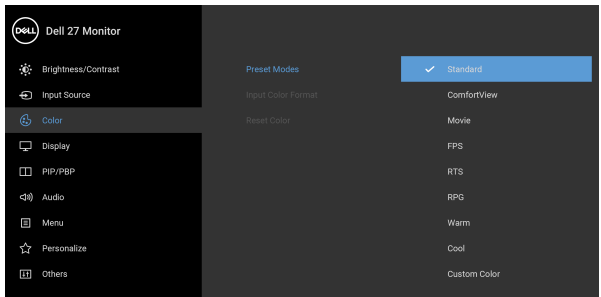 DELL Dell 27 Monitor
Brightness/Contrast
Input Source
Color
Display
PIP/PBP
Audio
Menu
Personalize
Others
Preset Modes
Input Color Format
Reset Color
Standard
ComfortView
Movie
FPS
RTS
RPG
Warm
Cool
Custom Color